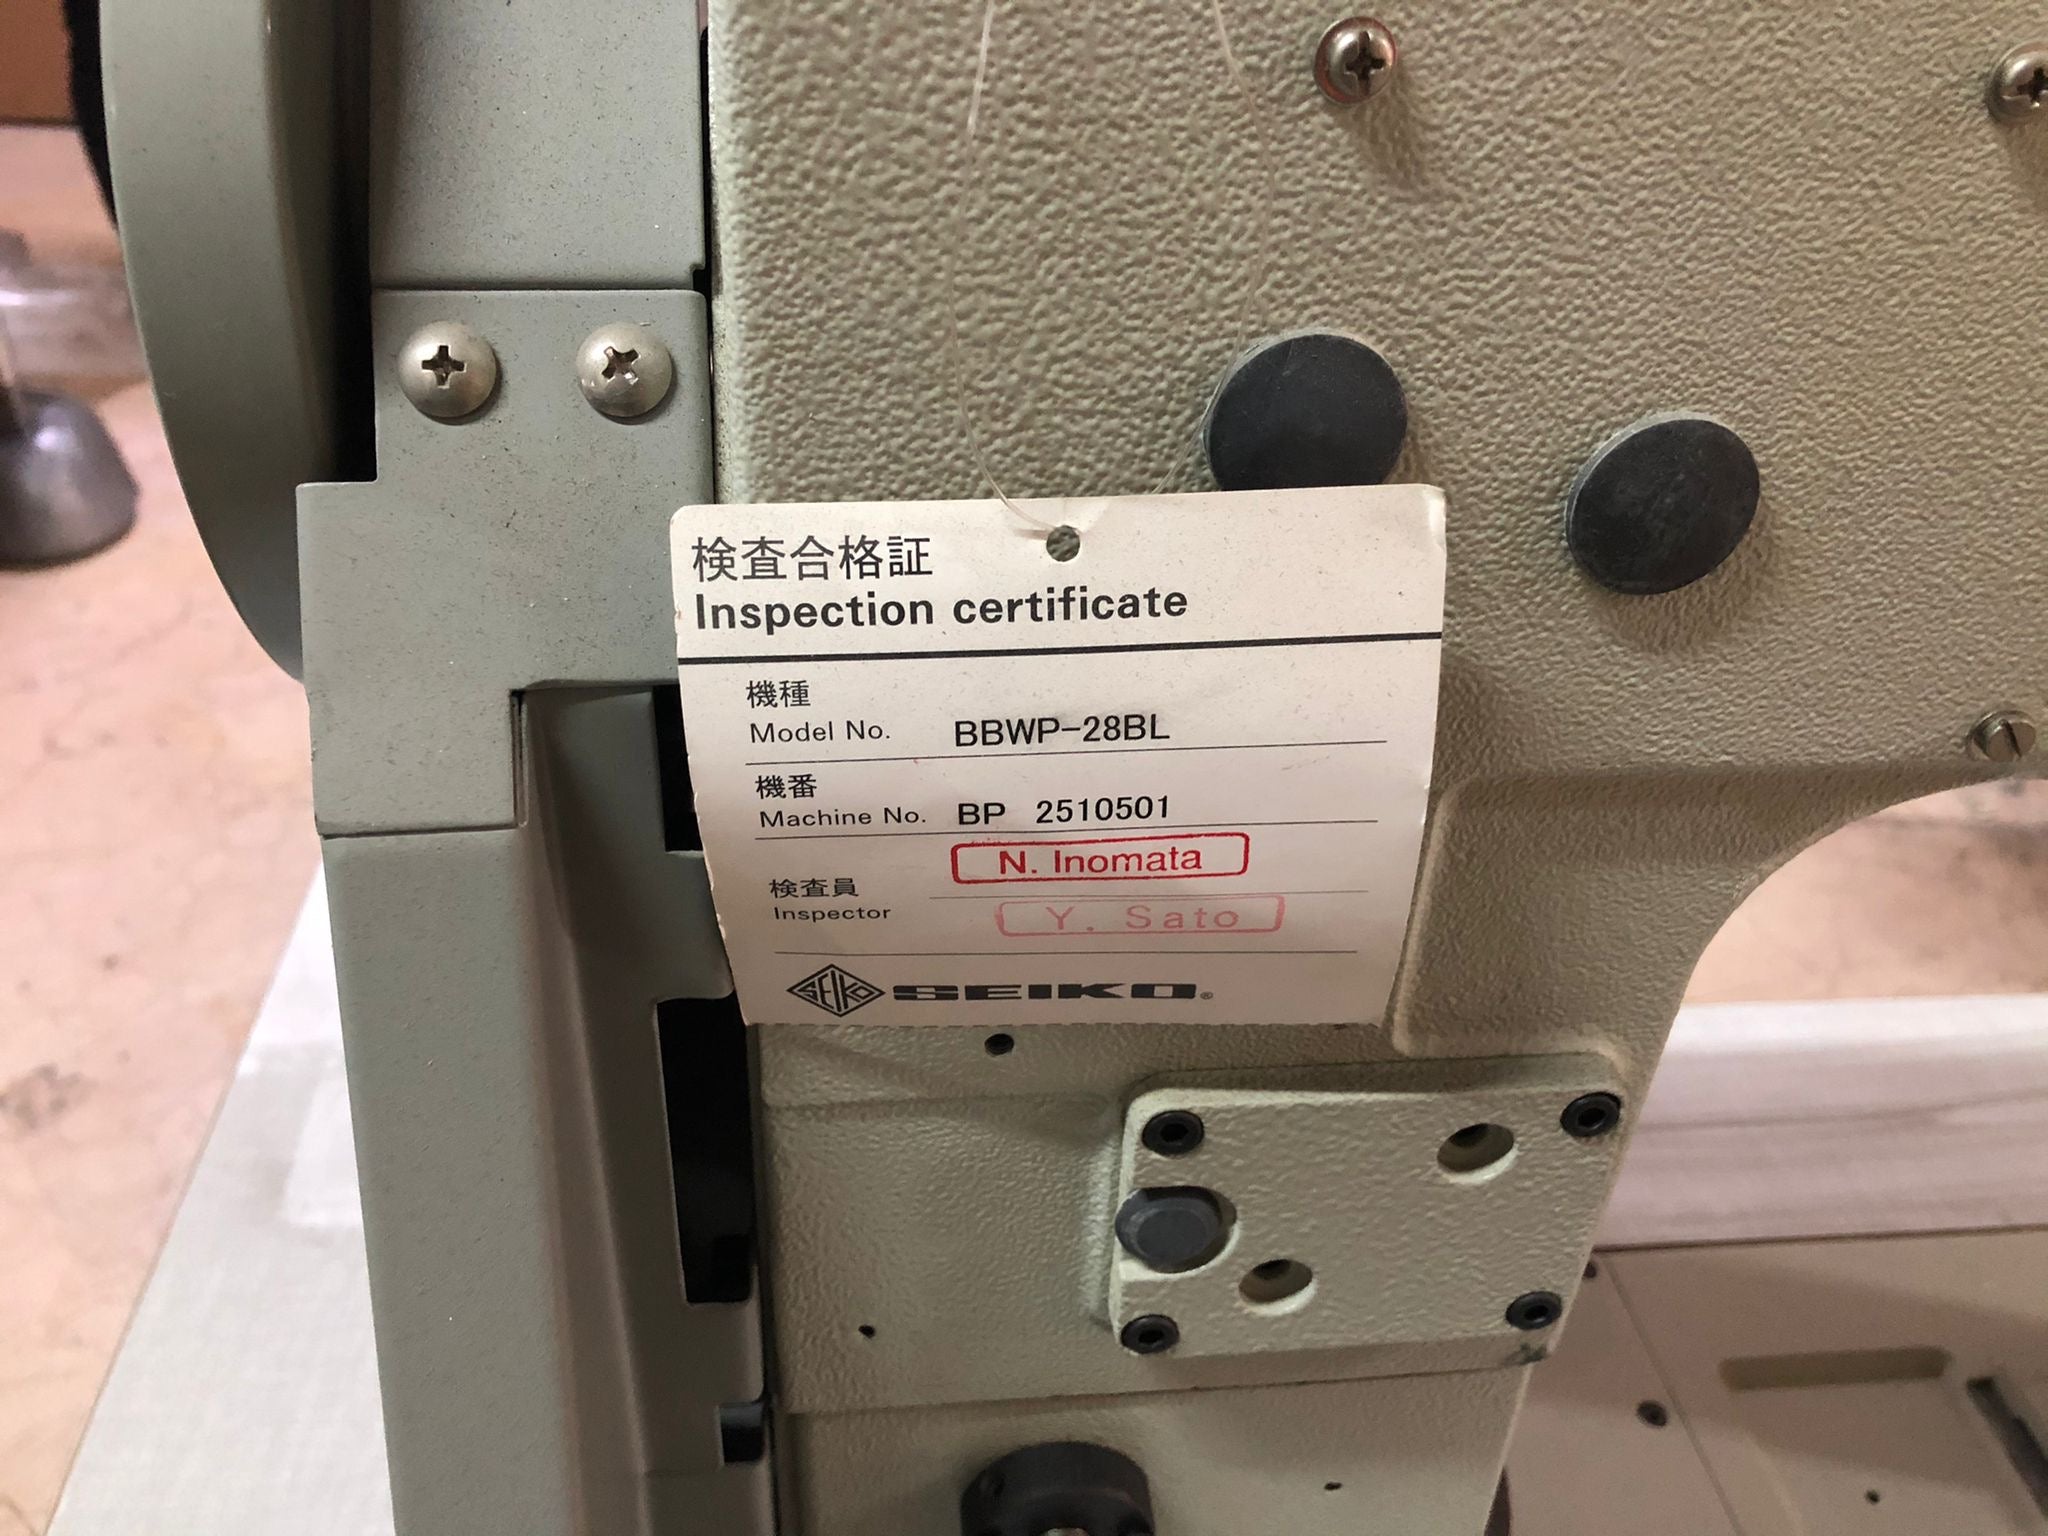 検査合格証
Inspection certificate
機種
Model No. BBWP-28BL
機番
Machine No. BP 2510501
N. Inomata
検査員
Inspector
Y. Sato
SEIKO SEIKO®